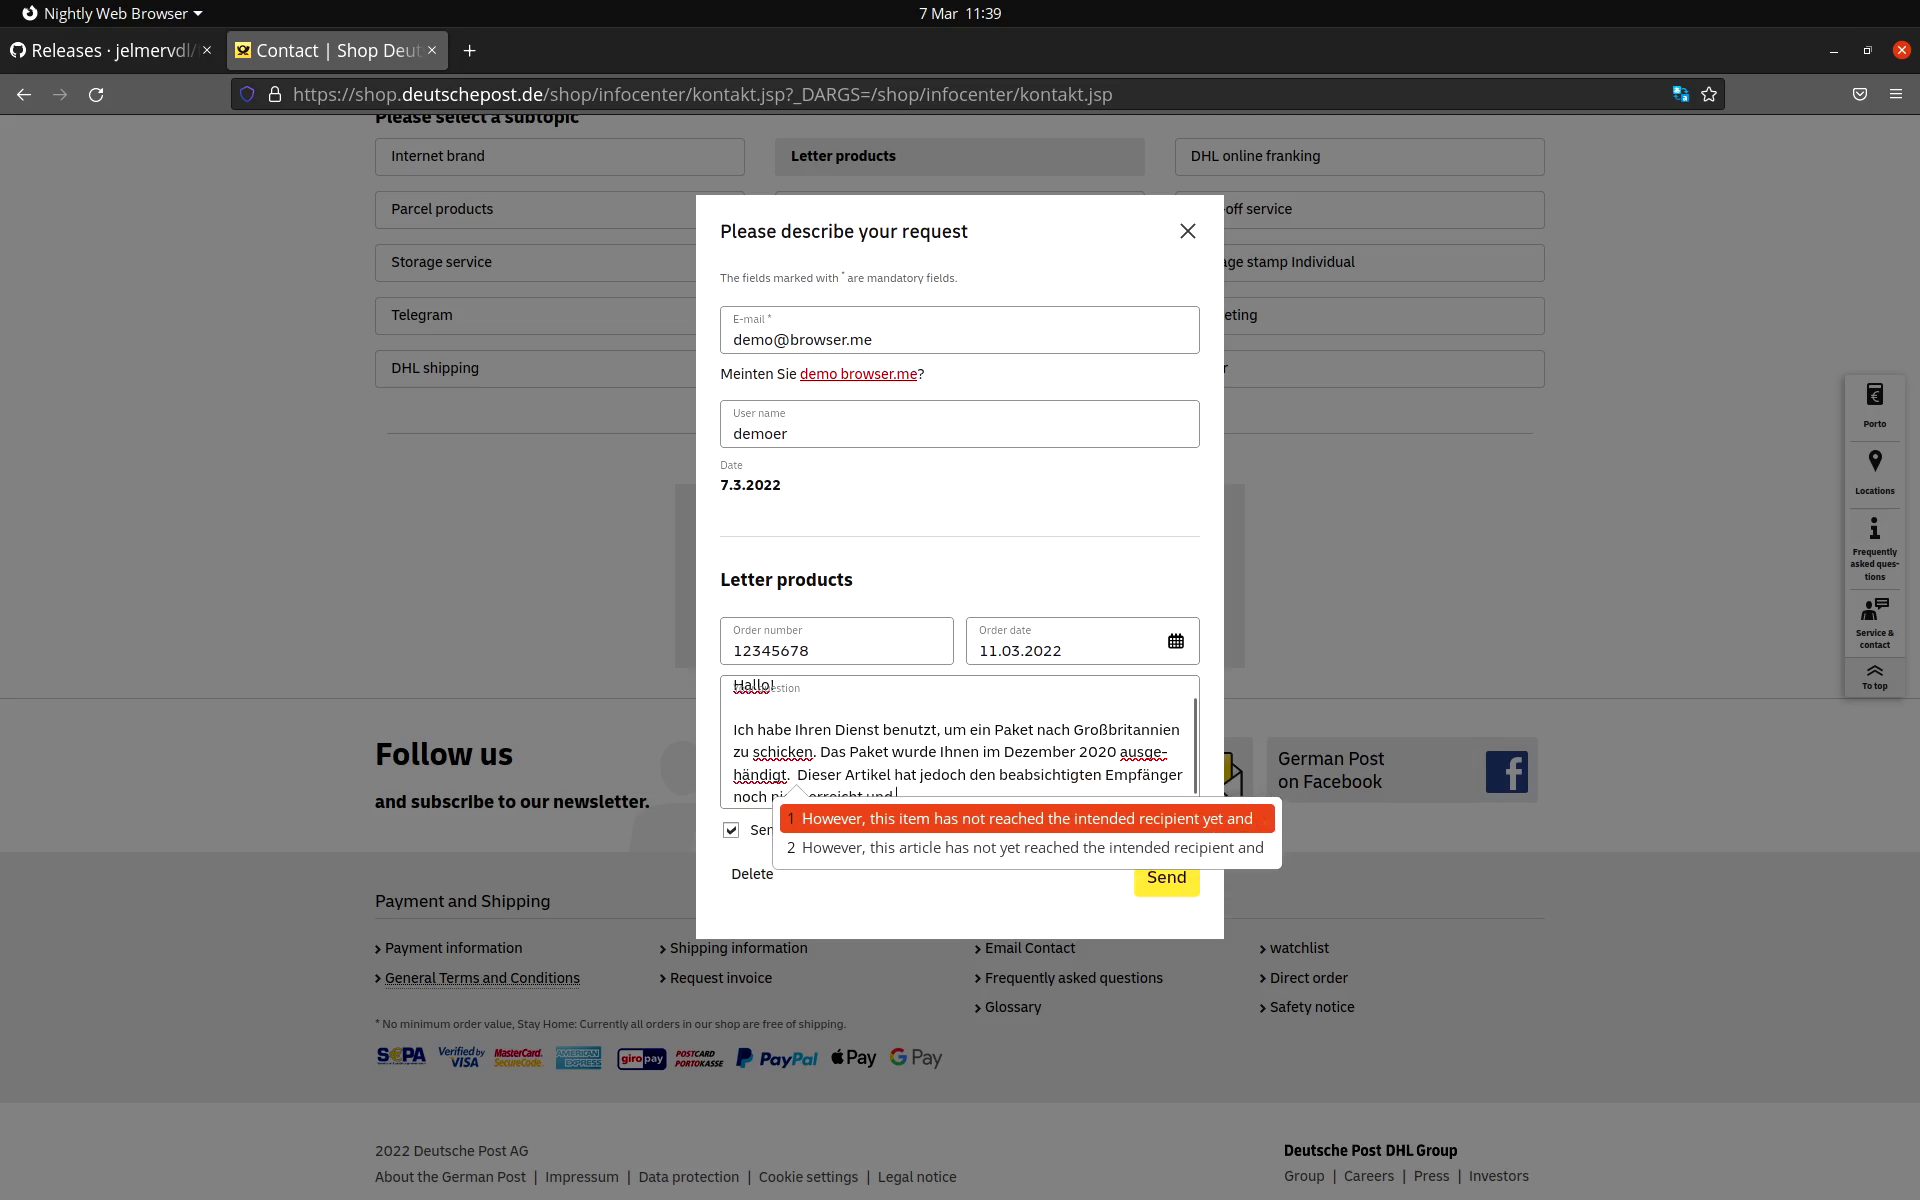 Nightly Web Browser
7 Mar 11:39
Releases · jelmervdl/
Contact | Shop Deut
https://shop.deutschepost.de/shop/infocenter/kontakt.jsp?_DARGS=/shop/infocenter/kontakt.jsp
Please select a subtopic
Internet brand
Letter products
DHL online franking
Parcel products
-off service
Storage service
age stamp Individual
Telegram
eting
DHL shipping
Please describe your request
The fields marked with * are mandatory fields.
E-mail *
demo@browser.me
Meinten Sie demo browser.me?
User name
demoer
Date
7.3.2022
Letter products
Order number
12345678
Order date
11.03.2022
Hallo!
Ich habe Ihren Dienst benutzt, um ein Paket nach Großbritannien
zu schicken. Das Paket wurde Ihnen im Dezember 2020 ausge-
händigt. Dieser Artikel hat jedoch den beabsichtigten Empfänger
1 However, this item has not reached the intended recipient yet and
2 However, this article has not yet reached the intended recipient and
Delete
Send
Porto
Locations
Frequently
asked ques-
tions
Service &
contact
To top
Follow us
and subscribe to our newsletter.
German Post
on Facebook
Payment and Shipping
Payment information
Shipping information
Email Contact
watchlist
General Terms and Conditions
Request invoice
Frequently asked questions
Direct order
Glossary
Safety notice
* No minimum order value, Stay Home: Currently all orders in our shop are free of shipping.
SEPA
Verified by VISA
MasterCard. SecureCode.
AMERICAN EXPRESS
giropay
POSTCARD PORTOKASSE
PayPal
Pay
G Pay
2022 Deutsche Post AG
Deutsche Post DHL Group
About the German Post | Impressum | Data protection | Cookie settings | Legal notice
Group | Careers | Press | Investors